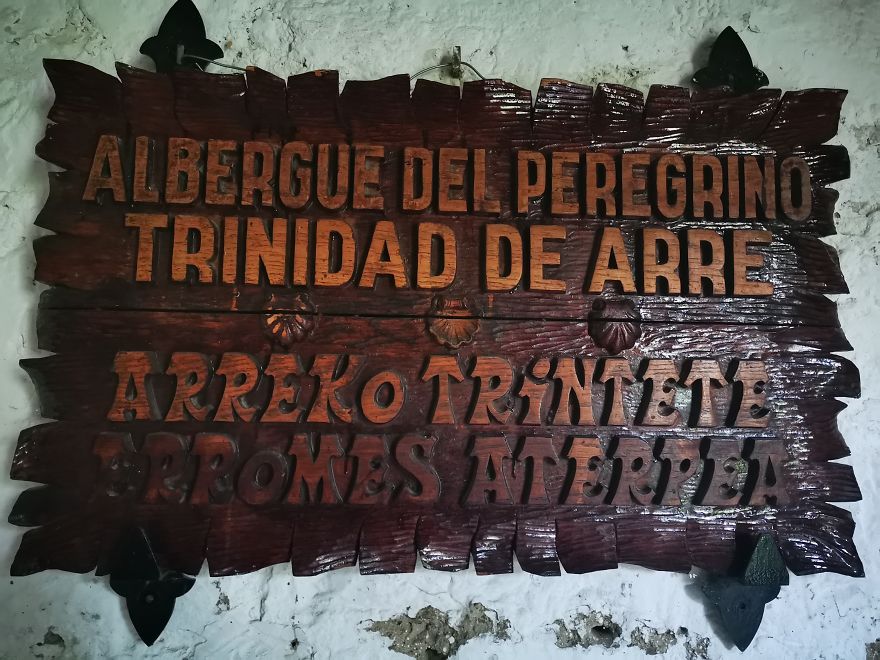 ALBERGUE DEL PEREGRINO
TRINIDAD DE ARRE
ARREKO TRiNTETE
ERROMES ATERPEA